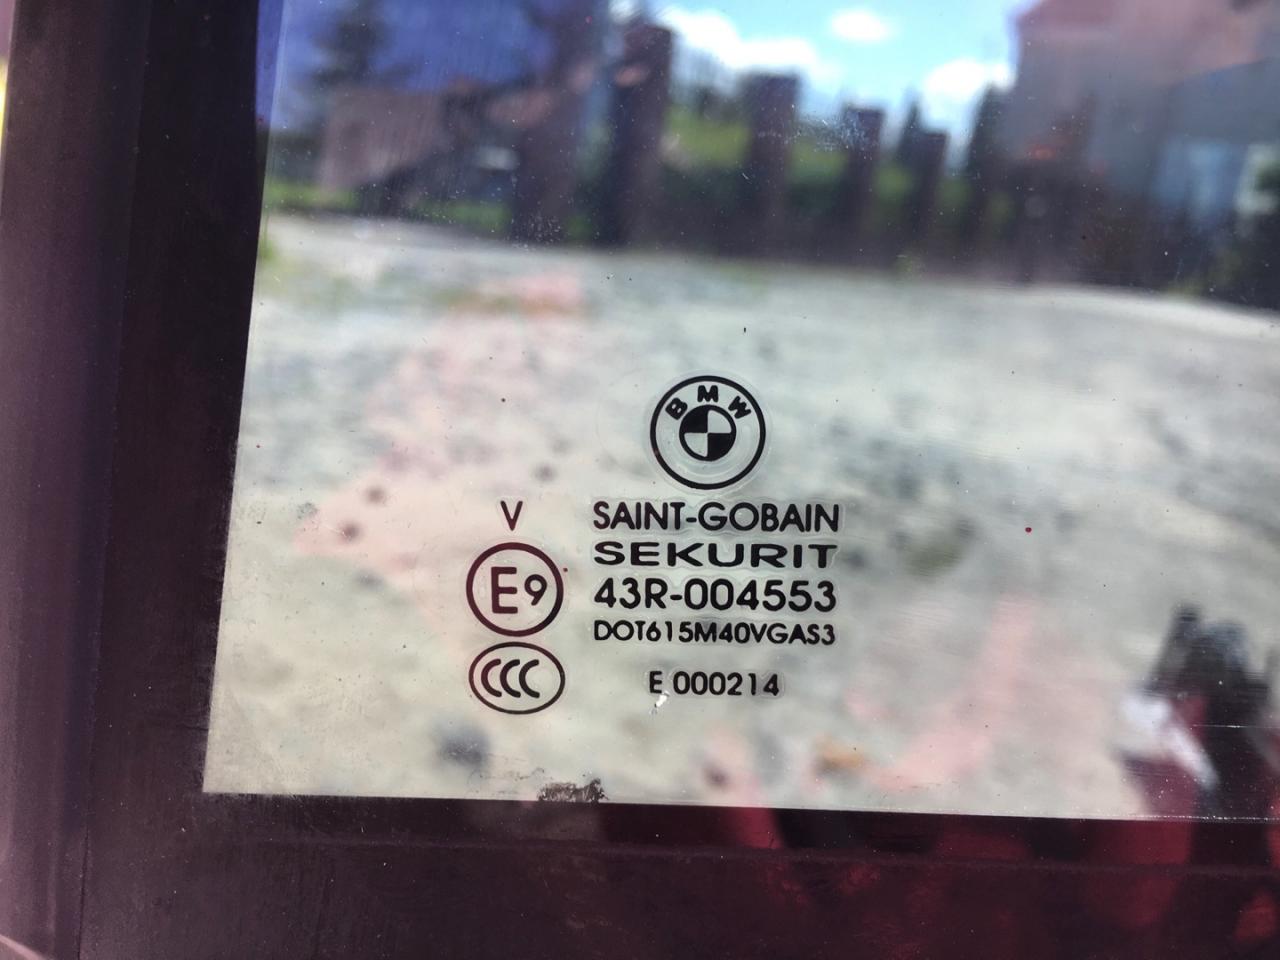 BMW
V
SAINT-GOBAIN
SEKURIT
E9
43R-004553
DOT615M40VGAS3
CCC
E 000214